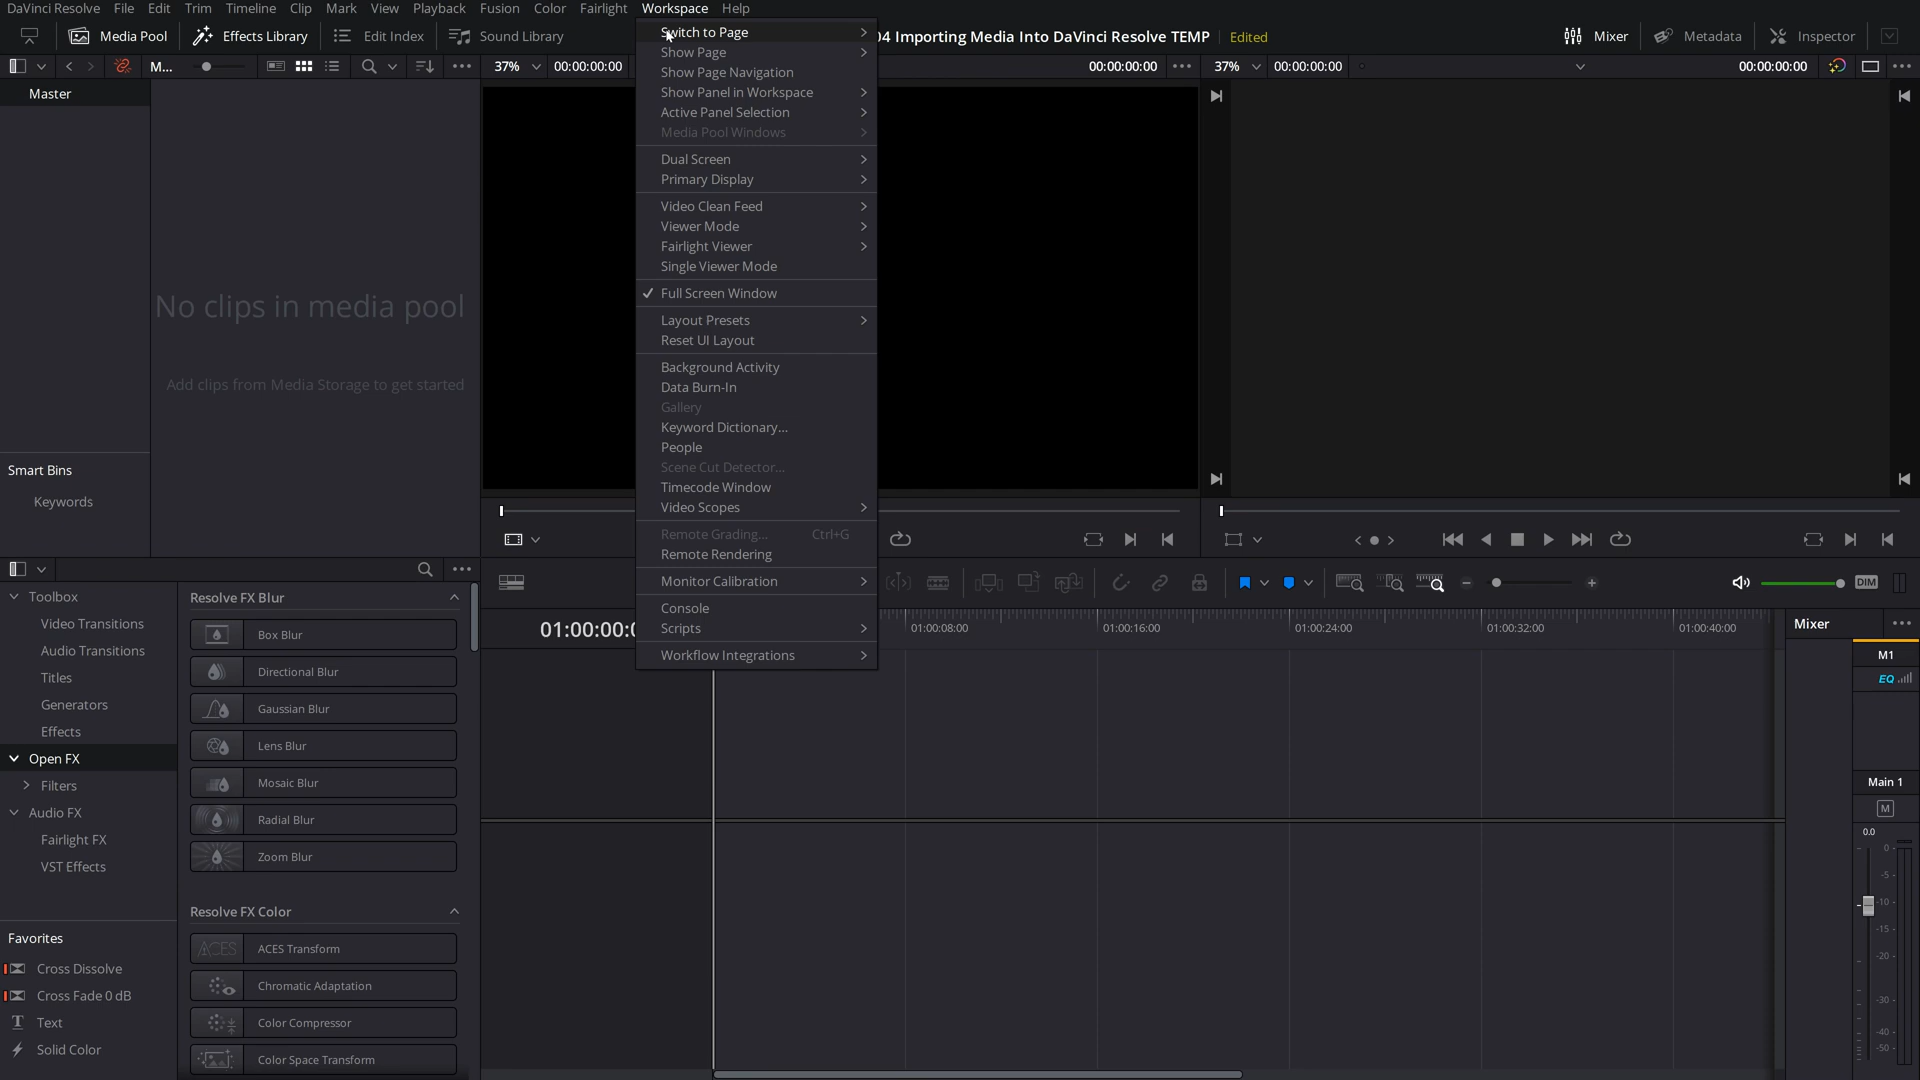 DaVinci Resolve File Edit Trim Timeline Clip Mark View Playback Fusion Color Fairlight Workspace Help
Media Pool Effects Library Edit Index Sound Library
04 Importing Media Into DaVinci Resolve TEMP Edited
Mixer Metadata Inspector
M...
37% 00:00:00:00
00:00:00:00
37% 00:00:00:00
00:00:00:00
Master
No clips in media pool
Add clips from Media Storage to get started
Smart Bins
Keywords
Switch to Page
Show Page
Show Page Navigation
Show Panel in Workspace
Active Panel Selection
Media Pool Windows
Dual Screen
Primary Display
Video Clean Feed
Viewer Mode
Fairlight Viewer
Single Viewer Mode
Full Screen Window
Layout Presets
Reset UI Layout
Background Activity
Data Burn-In
Gallery
Keyword Dictionary...
People
Scene Cut Detector...
Timecode Window
Video Scopes
Remote Grading... Ctrl+G
Remote Rendering
Monitor Calibration
Console
Scripts
Workflow Integrations
Toolbox
Video Transitions
Audio Transitions
Titles
Generators
Effects
Open FX
Filters
Audio FX
Fairlight FX
VST Effects
Favorites
Cross Dissolve
Cross Fade 0 dB
Text
Solid Color
Resolve FX Blur
Box Blur
Directional Blur
Gaussian Blur
Lens Blur
Mosaic Blur
Radial Blur
Zoom Blur
Resolve FX Color
ACES Transform
Chromatic Adaptation
Color Compressor
Color Space Transform
DIM
01:00:00:0
01:00:08:00 01:00:16:00 01:00:24:00 01:00:32:00 01:00:40:00
Mixer
M1
EQ
Main 1
M
0.0
0
-5
-10
-15
-20
-30
-40
-50